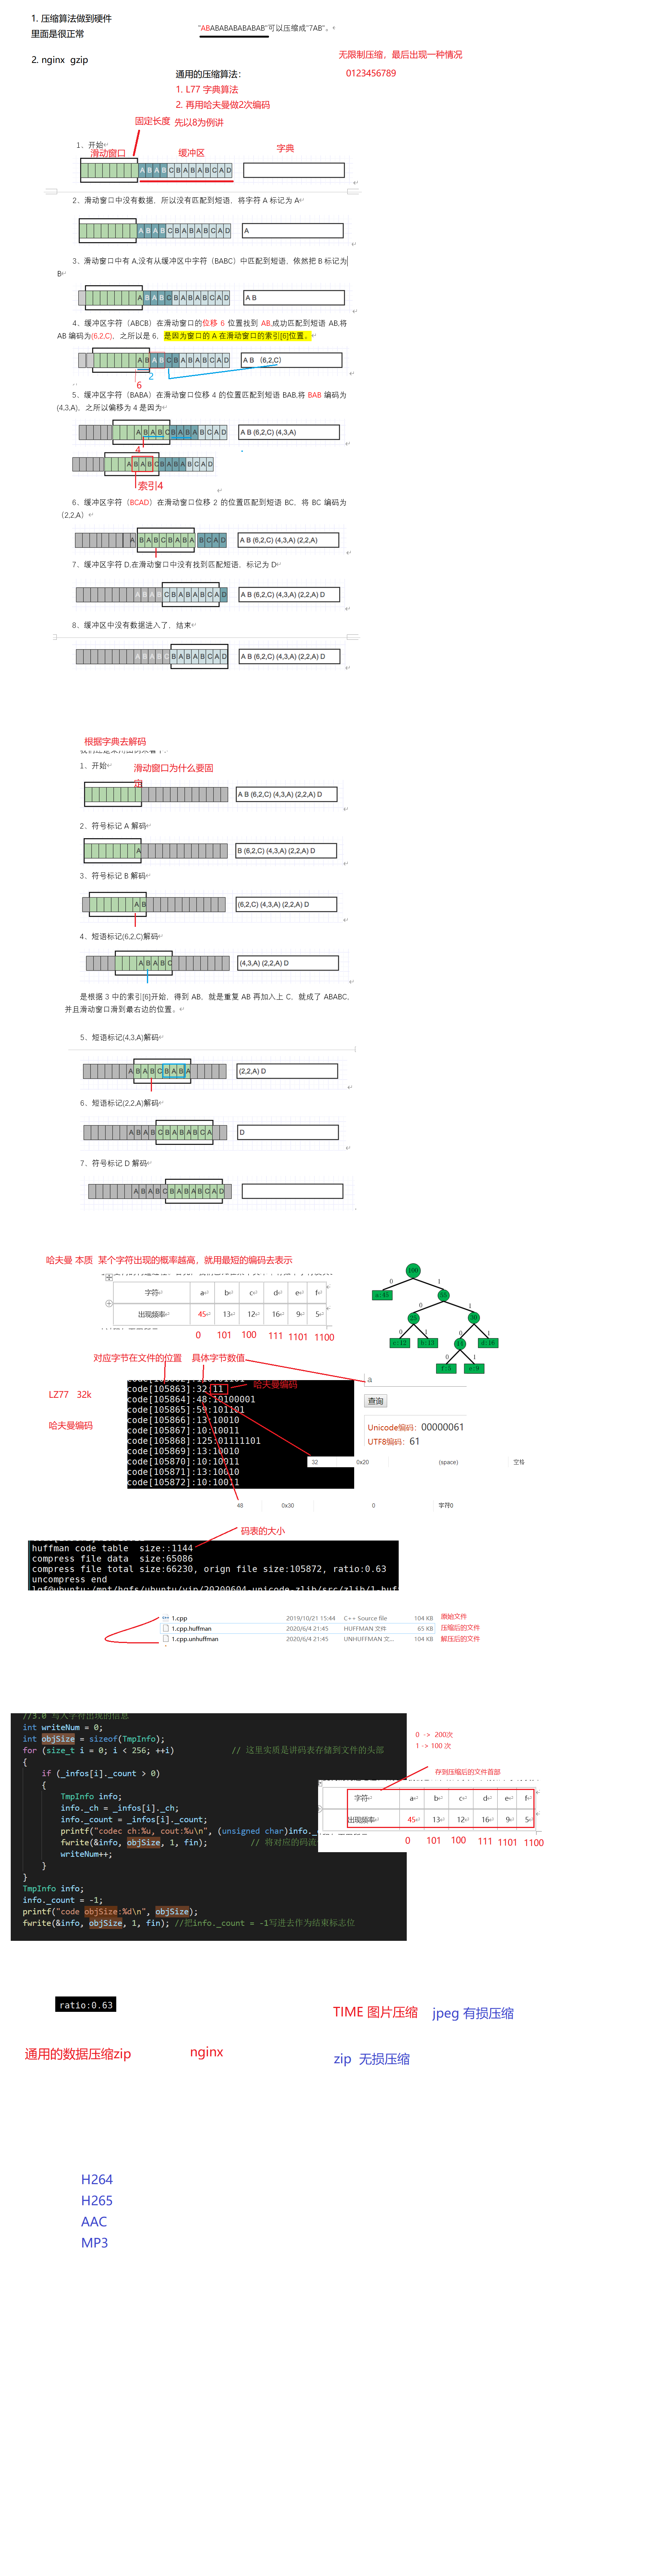 1. 压缩算法做到硬件
里面是很正常
"ABABABABABABAB"可以压缩成"7AB"。
2. nginx gzip
无限制压缩，最后出现一种情况
0123456789
通用的压缩算法：
1. L77 字典算法
2. 再用哈夫曼做2次编码
固定长度 先以8为例讲
1、开始
滑动窗口 缓冲区 字典
A B A B C B A B A B C A D
2、滑动窗口中没有数据，所以没有匹配到短语，将字符 A 标记为 A
A B A B C B A B A B C A D
A
3、滑动窗口中有 A,没有从缓冲区中字符（BABC）中匹配到短语，依然把 B 标记为
B
A B A B C B A B A B C A D
A B
4、缓冲区字符（ABCB）在滑动窗口的位移 6 位置找到 AB,成功匹配到短语 AB,将
AB 编码为(6,2,C)，之所以是 6，是因为窗口的 A 在滑动窗口的索引[6]位置。
A B A B C B A B A B C A D
A B (6,2,C)
2
6
5、缓冲区字符（BABA）在滑动窗口位移 4 的位置匹配到短语 BAB,将 BAB 编码为
(4,3,A)，之所以偏移为 4 是因为
A B A B C B A B A B C A D
A B (6,2,C) (4,3,A)
4
A B A B C B A B A B C A D
索引4
6、缓冲区字符（BCAD）在滑动窗口位移 2 的位置匹配到短语 BC，将 BC 编码为
（2,2,A）
A B A B C B A B A B C A D
A B (6,2,C) (4,3,A) (2,2,A)
7、缓冲区字符 D,在滑动窗口中没有找到匹配短语，标记为 D
A B A B C B A B A B C A D
A B (6,2,C) (4,3,A) (2,2,A) D
8、缓冲区中没有数据进入了，结束
A B A B C B A B A B C A D
A B (6,2,C) (4,3,A) (2,2,A) D
根据字典去解码
1、开始
滑动窗口为什么要固
定
A B (6,2,C) (4,3,A) (2,2,A) D
2、符号标记 A 解码
A
B (6,2,C) (4,3,A) (2,2,A) D
3、符号标记 B 解码
A B
(6,2,C) (4,3,A) (2,2,A) D
4、短语标记(6,2,C)解码
A B A B C
(4,3,A) (2,2,A) D
是根据 3 中的索引[6]开始，得到 AB，就是重复 AB 再加入上 C，就成了 ABABC,
并且滑动窗口滑到最右边的位置。
5、短语标记(4,3,A)解码
A B A B C B A B A
(2,2,A) D
6、短语标记(2,2,A)解码
A B A B C B A B A B C A
D
7、符号标记 D 解码
A B A B C B A B A B C A D
哈夫曼 本质 某个字符出现的概率越高，就用最短的编码去表示
字符 a b c d e f
出现频率 45 13 12 16 9 5
0 101 100 111 1101 1100
100
0 1
a:45 55
0 1
25 30
0 1 0 1
c:12 b:13 14 d:16
0 1
f:5 e:9
对应字节在文件的位置 具体字节数值
LZ77 32k
哈夫曼编码
code[105863]:32:11
哈夫曼编码
code[105864]:48:10100001
code[105865]:59:101101
code[105866]:13:10010
code[105867]:10:10011
code[105868]:125:01111101
code[105869]:13:10010
code[105870]:10:10011
code[105871]:13:10010
code[105872]:10:10011
a
查询
Unicode编码：00000061
UTF8编码：61
32 0x20 (space) 空格
48 0x30 0 字符0
码表的大小
huffman code table size::1144
compress file data size:65086
compress file total size:66230, orign file size:105872, ratio:0.63
uncompress end
1.cpp 2019/10/21 15:44 C++ Source file 104 KB 原始文件
1.cpp.huffman 2020/6/4 21:45 HUFFMAN 文件 65 KB 压缩后的文件
1.cpp.unhuffman 2020/6/4 21:45 UNHUFFMAN 文... 104 KB 解压后的文件
//3.0 写入字符出现的信息
int writeNum = 0;
int objSize = sizeof(TmpInfo);
for (size_t i = 0; i < 256; ++i) // 这里实质是讲码表存储到文件的头部
{
if (_infos[i]._count > 0)
{
TmpInfo info;
info._ch = _infos[i]._ch;
info._count = _infos[i]._count;
printf("codec ch:%u, cout:%u\n", (unsigned char)info._
fwrite(&info, objSize, 1, fin); // 将对应的码流
writeNum++;
}
}
TmpInfo info;
info._count = -1;
printf("code objSize:%d\n", objSize);
fwrite(&info, objSize, 1, fin); //把info._count = -1写进去作为结束标志位
0 -> 200次
1 -> 100 次
存到压缩后的文件首部
字符 a b c d e f
出现频率 45 13 12 16 9 5
0 101 100 111 1101 1100
ratio:0.63
TIME 图片压缩 jpeg 有损压缩
通用的数据压缩zip nginx
zip 无损压缩
H264
H265
AAC
MP3